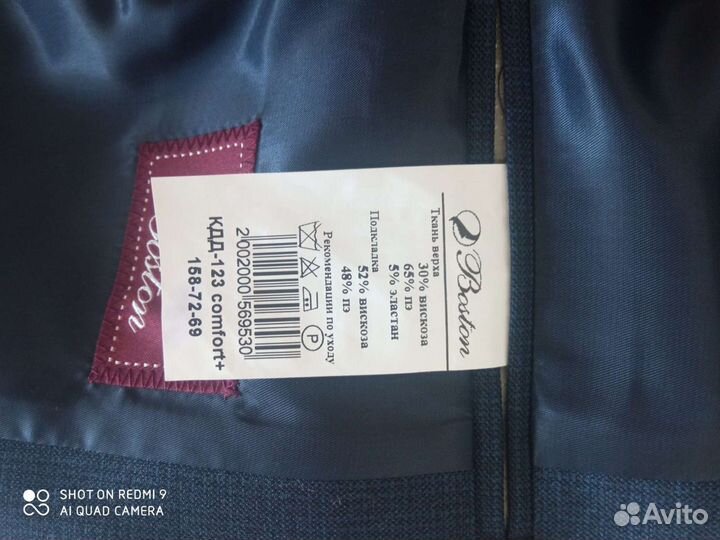 Boston
Ткань верха
30% вискоза
65% пэ
5% эластан
Подкладка
52% вискоза
48% пэ
Рекомендации по уходу
P
2002000569530
КДД-123 comfort+
158-72-69
Boston
SHOT ON REDMI 9
AI QUAD CAMERA
Avito